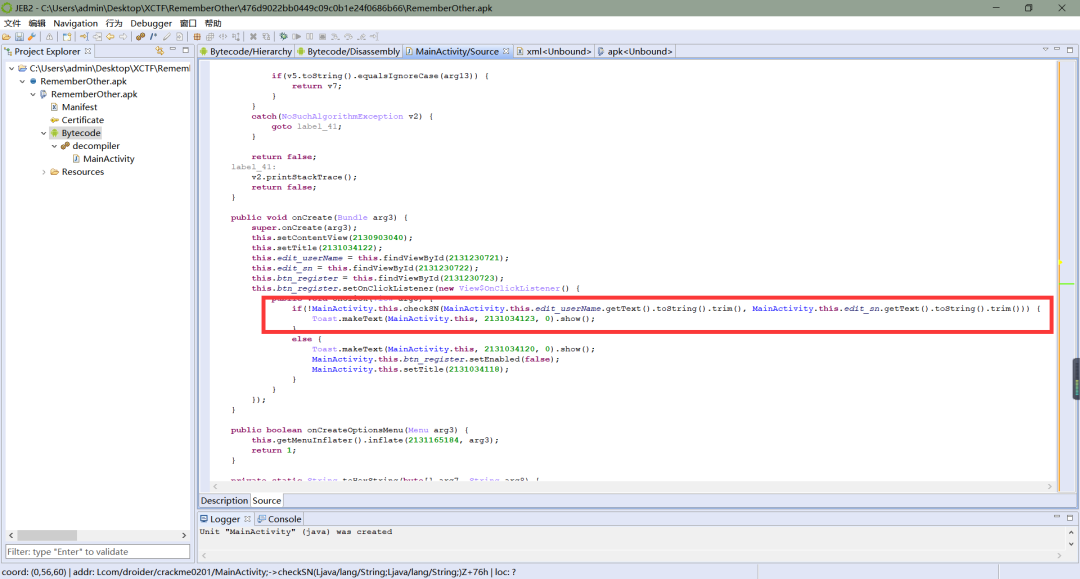 JEB2 - C:\Users\admin\Desktop\XCTF\RememberOther\476d9022bb0449c09c0b1e24f0686b66\RememberOther.apk
文件 编辑 Navigation 行为 Debugger 窗口 帮助
Project Explorer
Bytecode/Hierarchy Bytecode/Disassembly MainActivity/Source xml<Unbound> apk<Unbound>
C:\Users\admin\Desktop\XCTF\Rememl
RememberOther.apk
RememberOther.apk
Manifest
Certificate
Bytecode
decompiler
MainActivity
Resources
if(v5.toString().equalsIgnoreCase(arg13)) {
return v7;
}
}
catch(NoSuchAlgorithmException v2) {
goto label_41;
}
return false;
label_41:
v2.printStackTrace();
return false;
}
public void onCreate(Bundle arg3) {
super.onCreate(arg3);
this.setContentView(2130903040);
this.setTitle(2131034122);
this.edit_userName = this.findViewById(2131230721);
this.edit_sn = this.findViewById(2131230722);
this.btn_register = this.findViewById(2131230723);
this.btn_register.setOnClickListener(new View$OnClickListener() {
if(!MainActivity.this.checkSN(MainActivity.this.edit_userName.getText().toString().trim(), MainActivity.this.edit_sn.getText().toString().trim())) {
Toast.makeText(MainActivity.this, 2131034123, 0).show();
else {
Toast.makeText(MainActivity.this, 2131034120, 0).show();
MainActivity.this.btn_register.setEnabled(false);
MainActivity.this.setTitle(2131034118);
}
}
});
}
public boolean onCreateOptionsMenu(Menu arg3) {
this.getMenuInflater().inflate(2131165184, arg3);
return 1;
}
private static String toHexString(byte[] arg7, String arg8) {
Description Source
Logger Console
Unit "MainActivity" (java) was created
Filter: type "Enter" to validate
coord: (0,56,60) | addr: Lcom/droider/crackme0201/MainActivity;->checkSN(Ljava/lang/String;Ljava/lang/String;)Z+76h | loc: ?